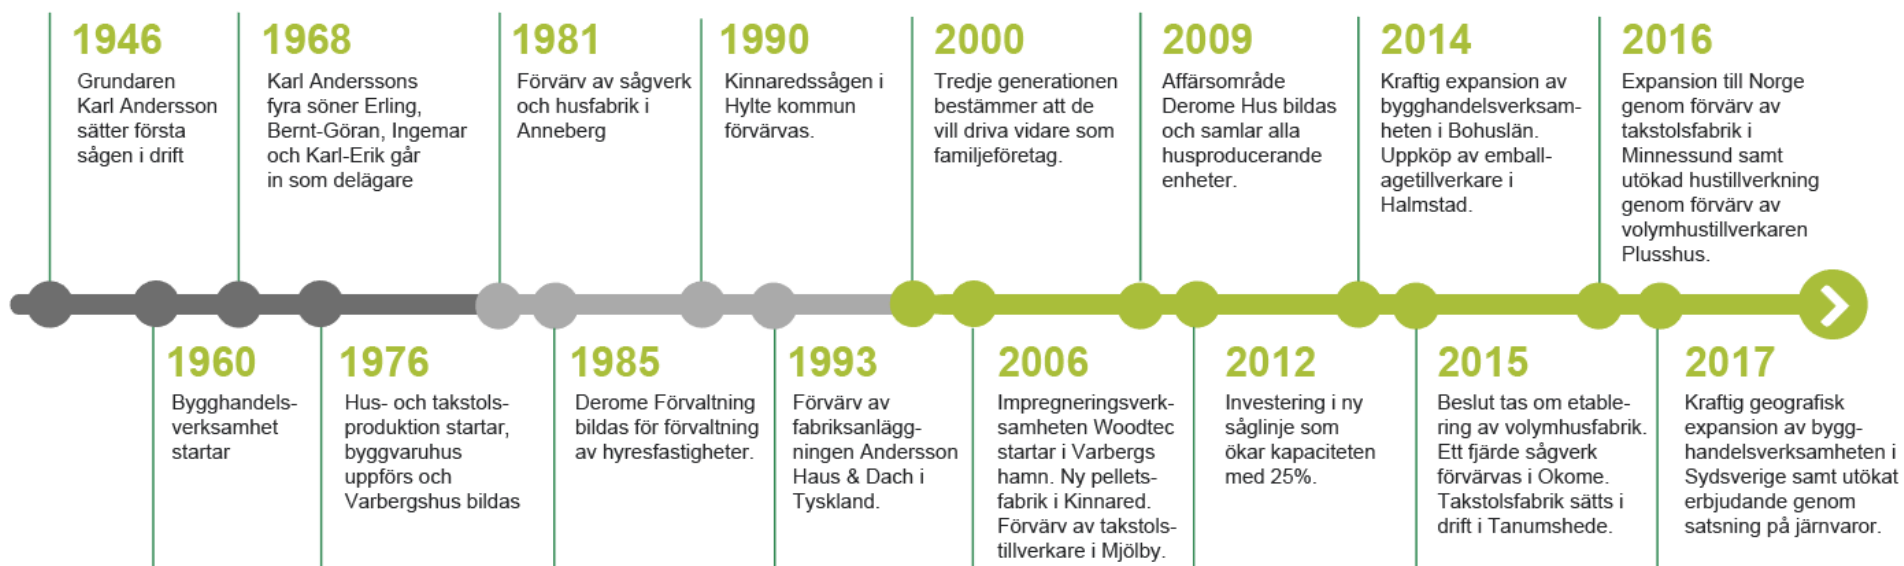 1946
Grundaren
Karl Andersson
sätter första
sågen i drift
1968
Karl Anderssons
fyra söner Erling,
Bernt-Göran, Ingemar
och Karl-Erik går
in som delägare
1981
Förvärv av sågverk
och husfabrik i
Anneberg
1990
Kinnaredssågen i
Hylte kommun
förvärvas.
2000
Tredje generationen
bestämmer att de
vill driva vidare som
familjeföretag.
2009
Affärsområde
Derome Hus bildas
och samlar alla
husproducerande
enheter.
2014
Kraftig expansion av
bygghandelsverksam-
heten i Bohuslän.
Uppköp av emball-
agetillverkare i
Halmstad.
2016
Expansion till Norge
genom förvärv av
takstolsfabrik i
Minnessund samt
utökad hustillverkning
genom förvärv av
volymhustillverkaren
Plusshus.
1960
Bygghandels-
verksamhet
startar
1976
Hus- och takstols-
produktion startar,
byggvaruhus
uppförs och
Varbergshus bildas
1985
Derome Förvaltning
bildas för förvaltning
av hyresfastigheter.
1993
Förvärv av
fabriksanlägg-
ningen Andersson
Haus & Dach i
Tyskland.
2006
Impregneringsverk-
samheten Woodtec
startar i Varbergs
hamn. Ny pellets-
fabrik i Kinnared.
Förvärv av takstols-
tillverkare i Mjölby.
2012
Investering i ny
såglinje som
ökar kapaciteten
med 25%.
2015
Beslut tas om etable-
ring av volymhusfabrik.
Ett fjärde sågverk
förvärvas i Okome.
Takstolsfabrik sätts i
drift i Tanumshede.
2017
Kraftig geografisk
expansion av bygg-
handelsverksamheten i
Sydsverige samt utökat
erbjudande genom
satsning på järnvaror.